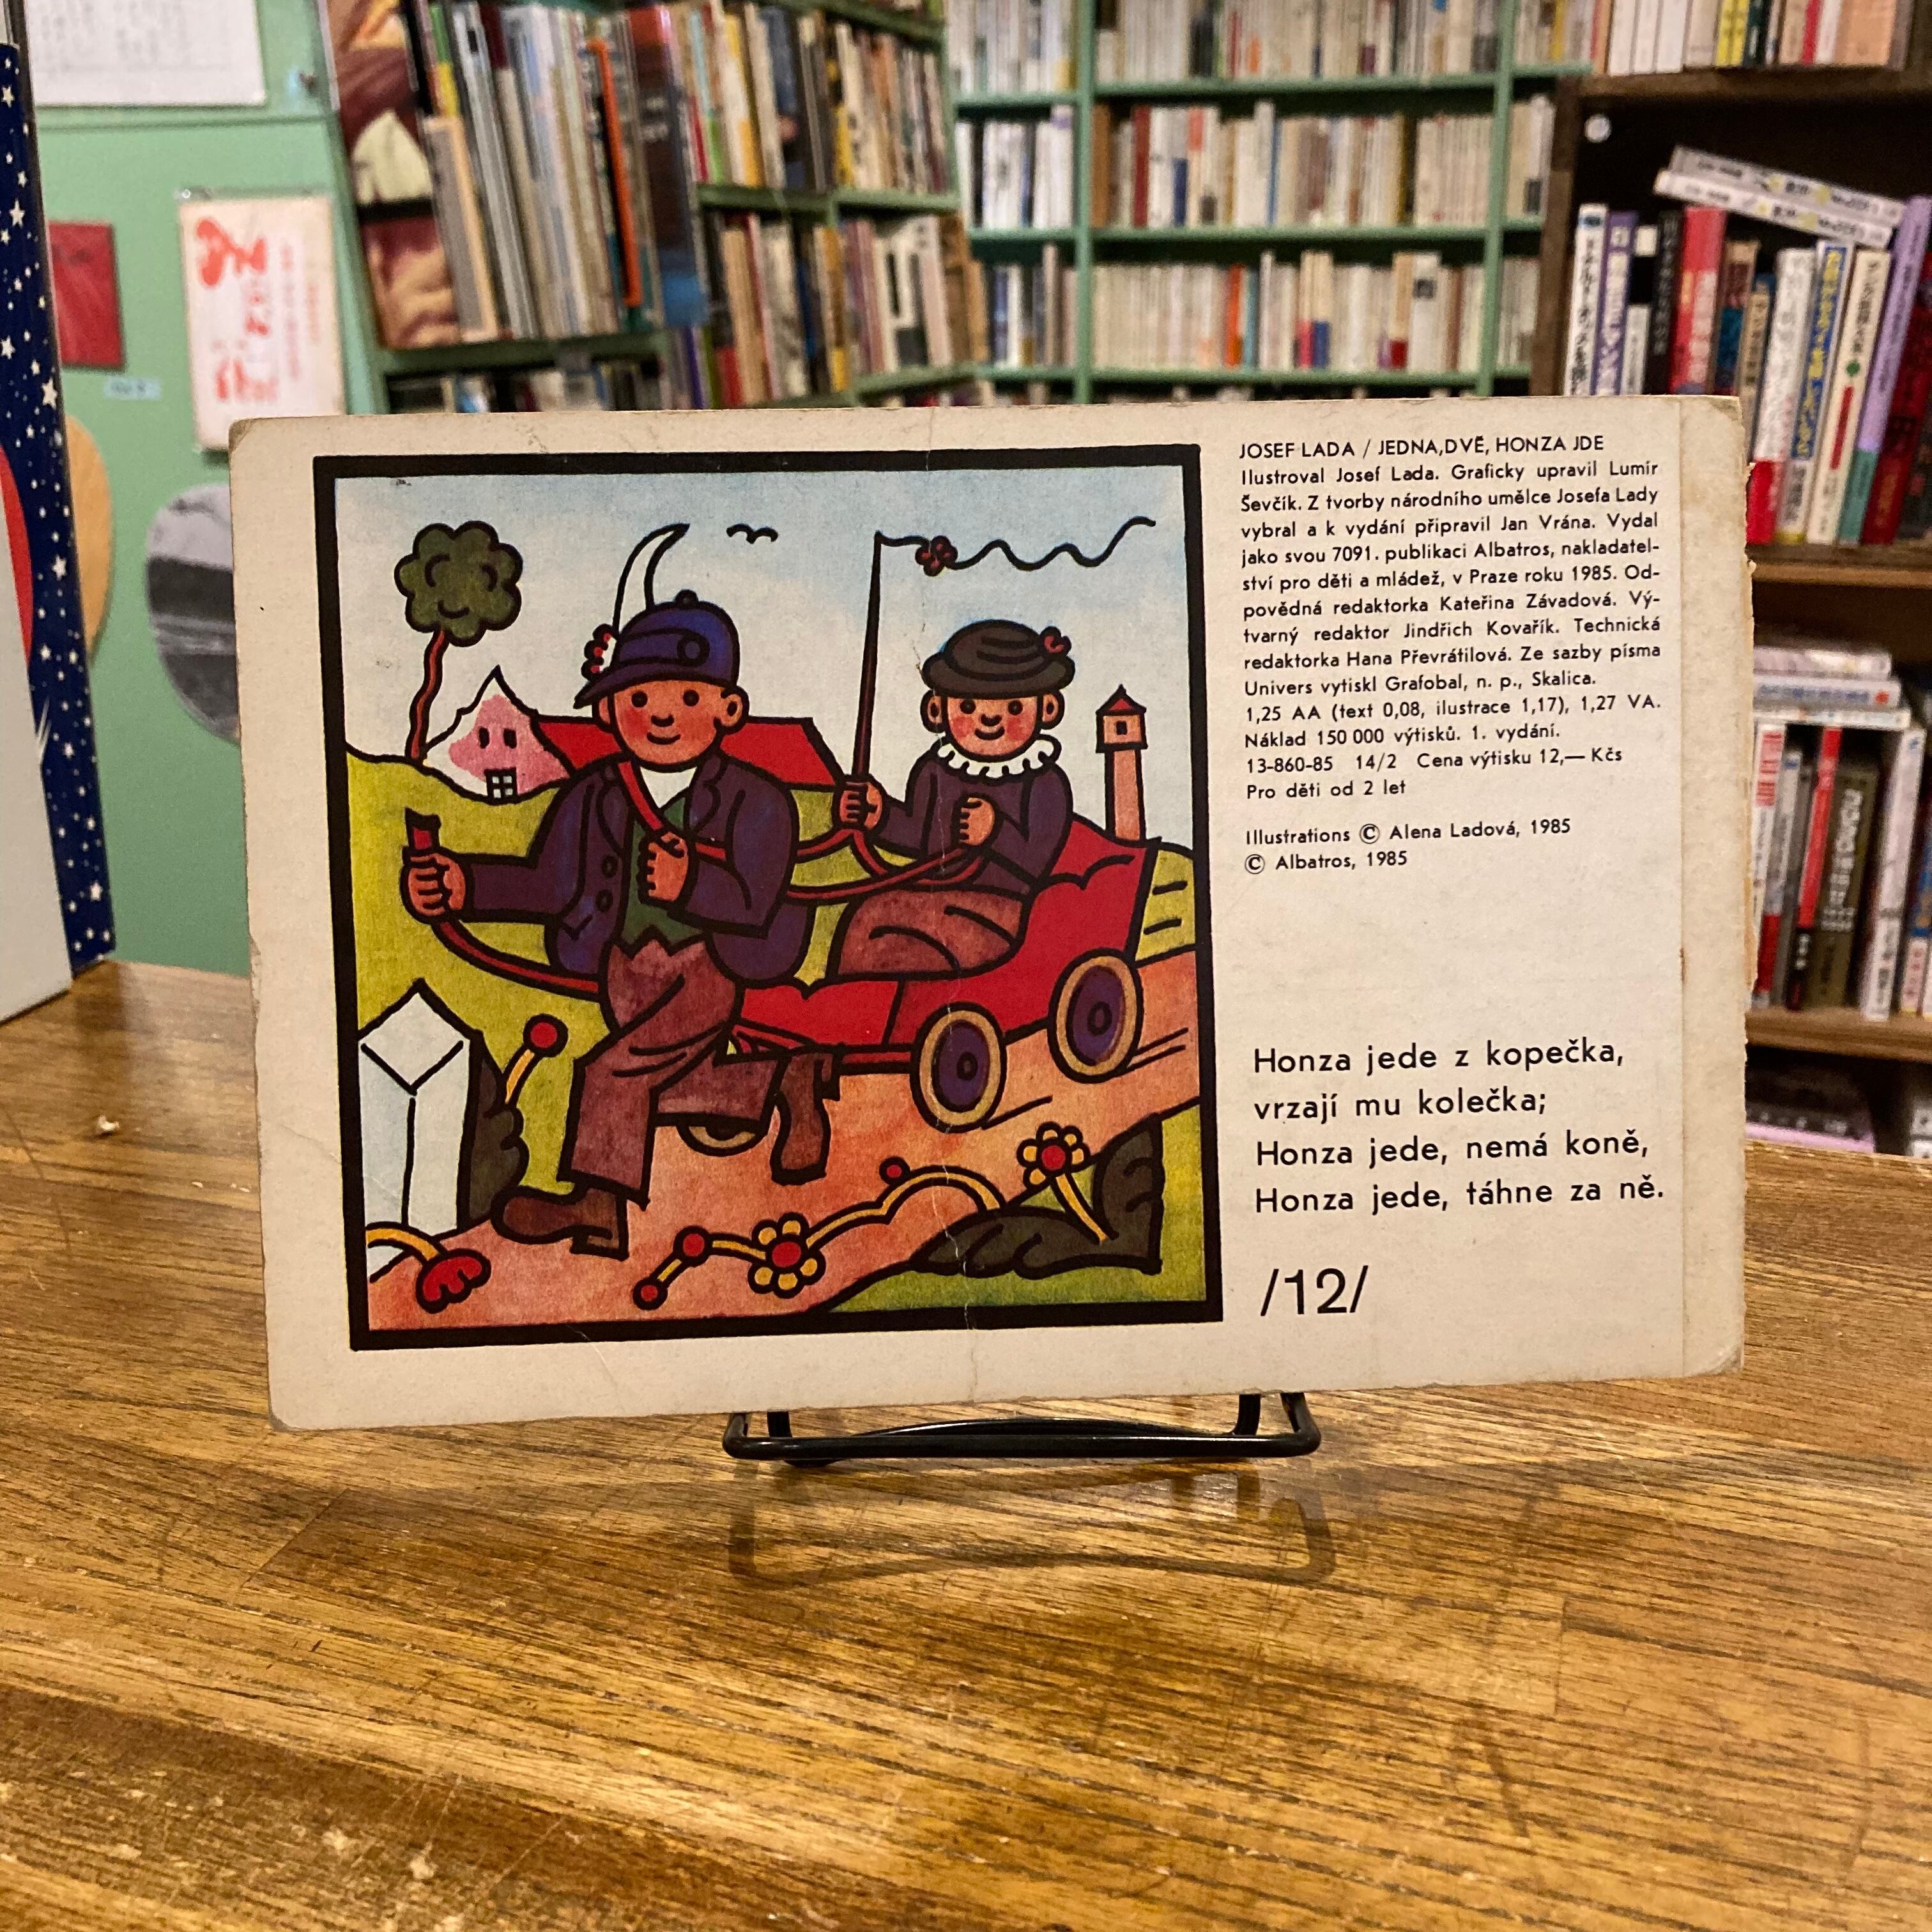 JOSEF LADA / JEDNA,DVĚ, HONZA JDE
Ilustroval Josef Lada. Graficky upravil Lumír
Ševčík. Z tvorby národního umělce Josefa Lady
vybral a k vydání připravil Jan Vrána. Vydal
jako svou 7091. publikaci Albatros, nakladatel-
ství pro děti a mládež, v Praze roku 1985. Od-
povědná redaktorka Kateřina Závadová. Vý-
tvarný redaktor Jindřich Kovařík. Technická
redaktorka Hana Převrátilová. Ze sazby písma
Univers vytiskl Grafobal, n. p., Skalica.
1,25 AA (text 0,08, ilustrace 1,17), 1,27 VA.
Náklad 150 000 výtisků. 1. vydání.
13-860-85 14/2 Cena výtisku 12,— Kčs
Pro děti od 2 let
Illustrations © Alena Ladová, 1985
© Albatros, 1985
Honza jede z kopečka,
vrzají mu kolečka;
Honza jede, nemá koně,
Honza jede, táhne za ně.
/12/